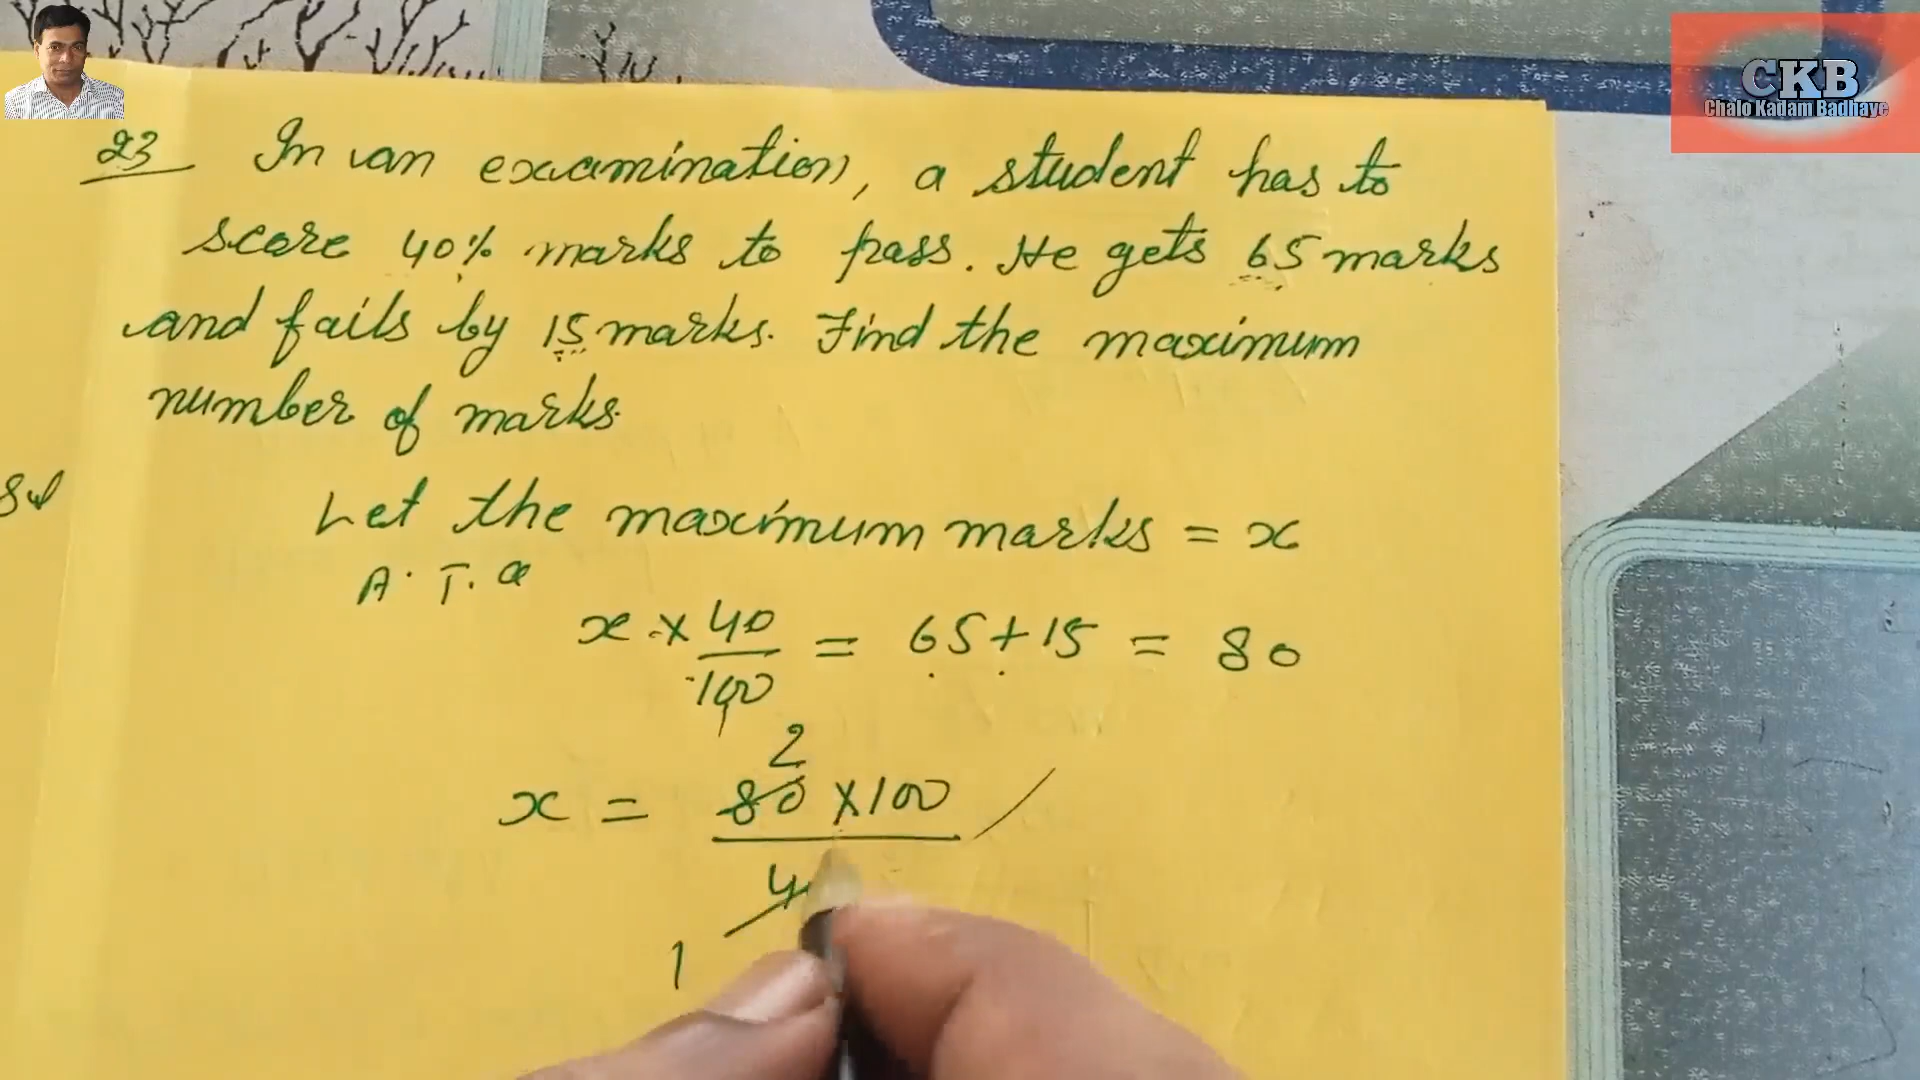 CKB
Chalo Kadam Badhaye
23 In an examination, a student has to
score 40% marks to pass. He gets 65 marks
and fails by 15 marks. Find the maximum
number of marks.
Sol
Let the maximum marks = x
A. T. Q
x × 40/100 = 65 + 15 = 80
2
x = 80 × 100
4
1